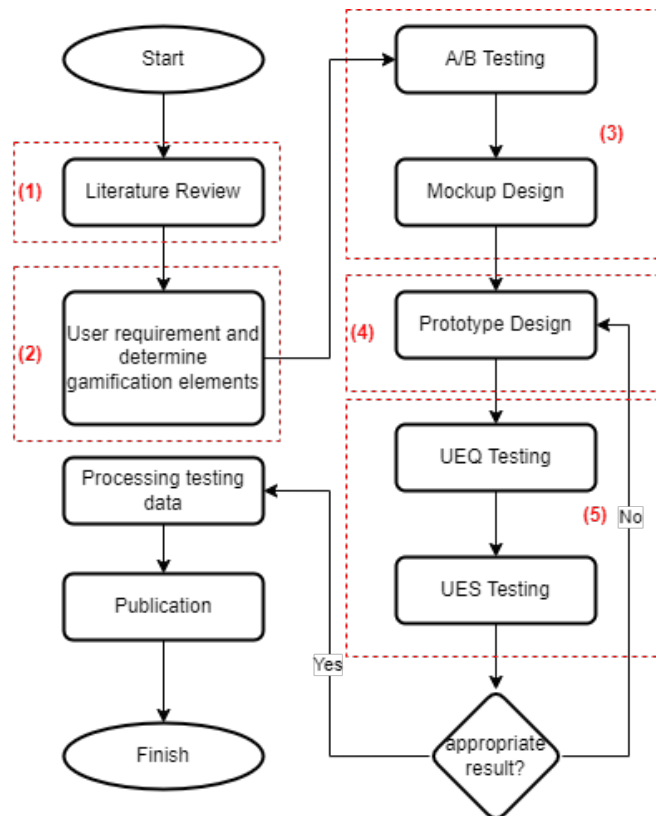 Start
(1)
Literature Review
(2)
User requirement and
determine
gamification elements
A/B Testing
(3)
Mockup Design
(4)
Prototype Design
UEQ Testing
(5)
No
UES Testing
appropriate
result?
Yes
Processing testing
data
Publication
Finish